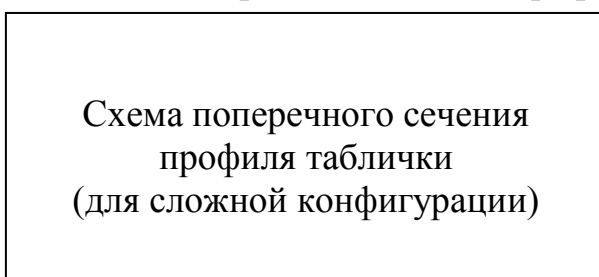 Схема поперечного сечения
профиля таблички
(для сложной конфигурации)